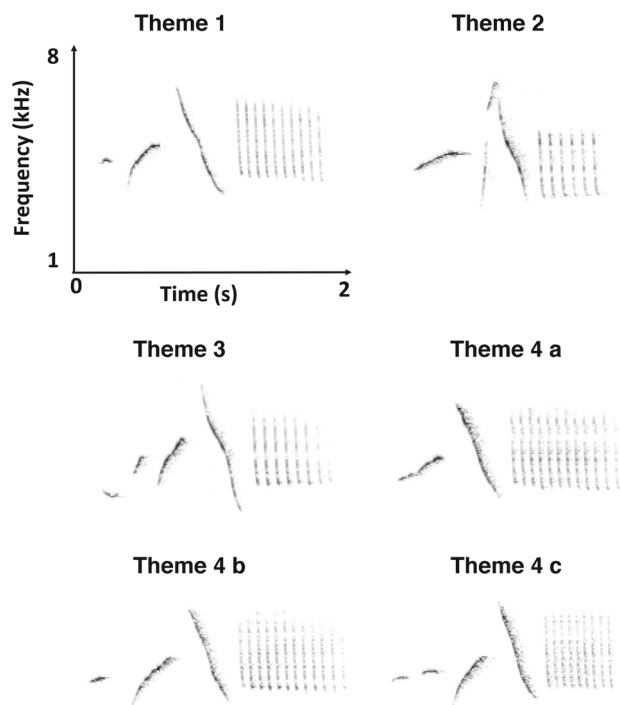 Theme 1
Theme 2
8
Frequency (kHz)
1
0
Time (s)
2
Theme 3
Theme 4 a
Theme 4 b
Theme 4 c